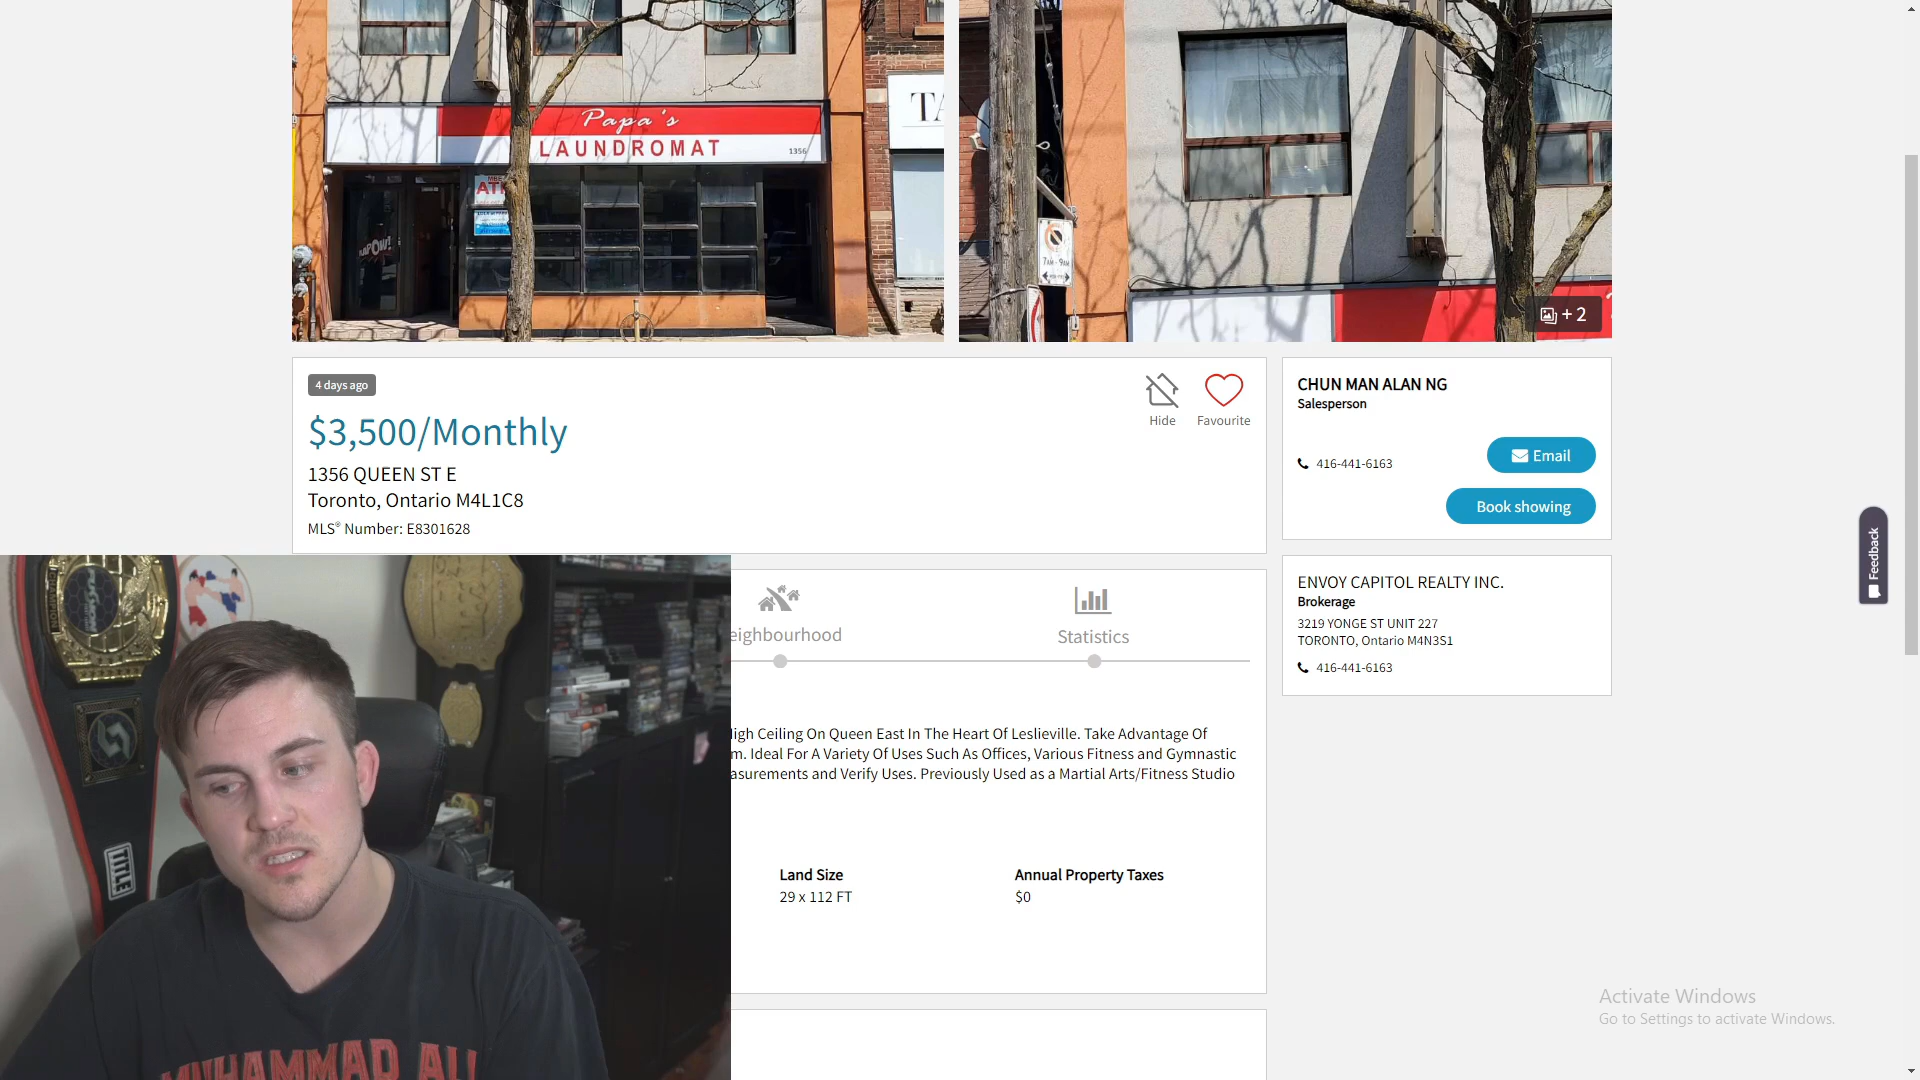 Papa's
LAUNDROMAT
1356
TA
ATM
KAPOW!
7AM - 9AM
+ 2
4 days ago
$3,500/Monthly
1356 QUEEN ST E
Toronto, Ontario M4L1C8
MLS® Number: E8301628
Hide
Favourite
CHUN MAN ALAN NG
Salesperson
416-441-6163
Email
Book showing
ENVOY CAPITOL REALTY INC.
Brokerage
3219 YONGE ST UNIT 227
TORONTO, Ontario M4N3S1
416-441-6163
Feedback
eighbourhood
Statistics
High Ceiling On Queen East In The Heart Of Leslieville. Take Advantage Of
m. Ideal For A Variety Of Uses Such As Offices, Various Fitness and Gymnastic
asurements and Verify Uses. Previously Used as a Martial Arts/Fitness Studio
Land Size
29 x 112 FT
Annual Property Taxes
$0
TITLE
MUHAMMAD ALI
Activate Windows
Go to Settings to activate Windows.